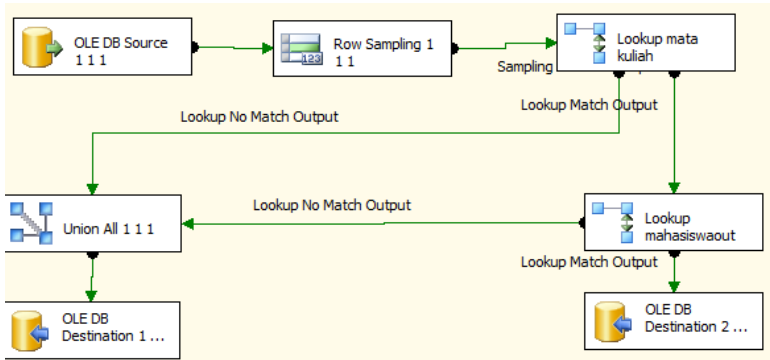 OLE DB Source
1 1 1
Row Sampling 1
1 1
Lookup mata
kuliah
Sampling
Lookup Match Output
Lookup No Match Output
Lookup No Match Output
Union All 1 1 1
Lookup
mahasiswaout
Lookup Match Output
OLE DB
Destination 1 ...
OLE DB
Destination 2 ...
123